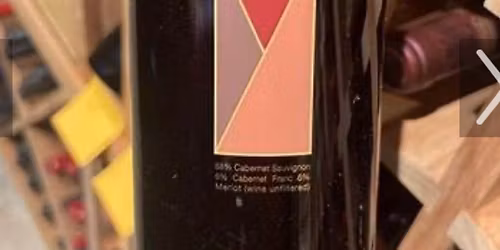 88% Cabernet Sauvignon
6% Cabernet Franc 6%
Merlot (wine unfiltered)